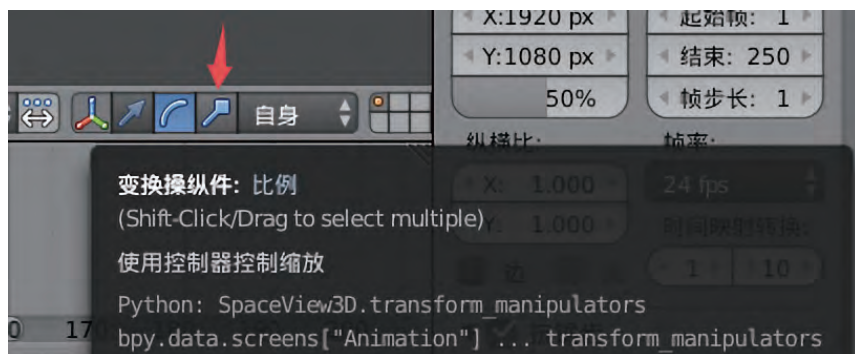 X:1920 px
起始帧: 1
Y:1080 px
结束: 250
50%
帧步长: 1
自身
纵横比:
帧率:
变换操纵件: 比例
X: 1.000
24 fps
(Shift-Click/Drag to select multiple)
Y: 1.000
时间映射转换:
使用控制器控制缩放
边
1
10
Python: SpaceView3D.transform_manipulators
0
17
bpy.data.screens["Animation"] ... transform_manipulators